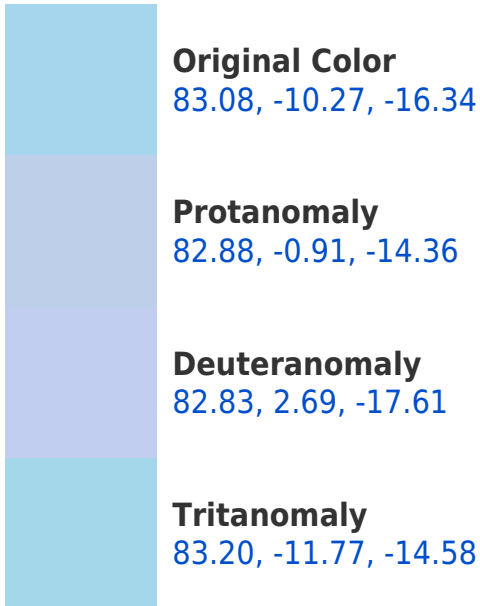 Original Color
83.08, -10.27, -16.34
Protanomaly
82.88, -0.91, -14.36
Deuteranomaly
82.83, 2.69, -17.61
Tritanomaly
83.20, -11.77, -14.58